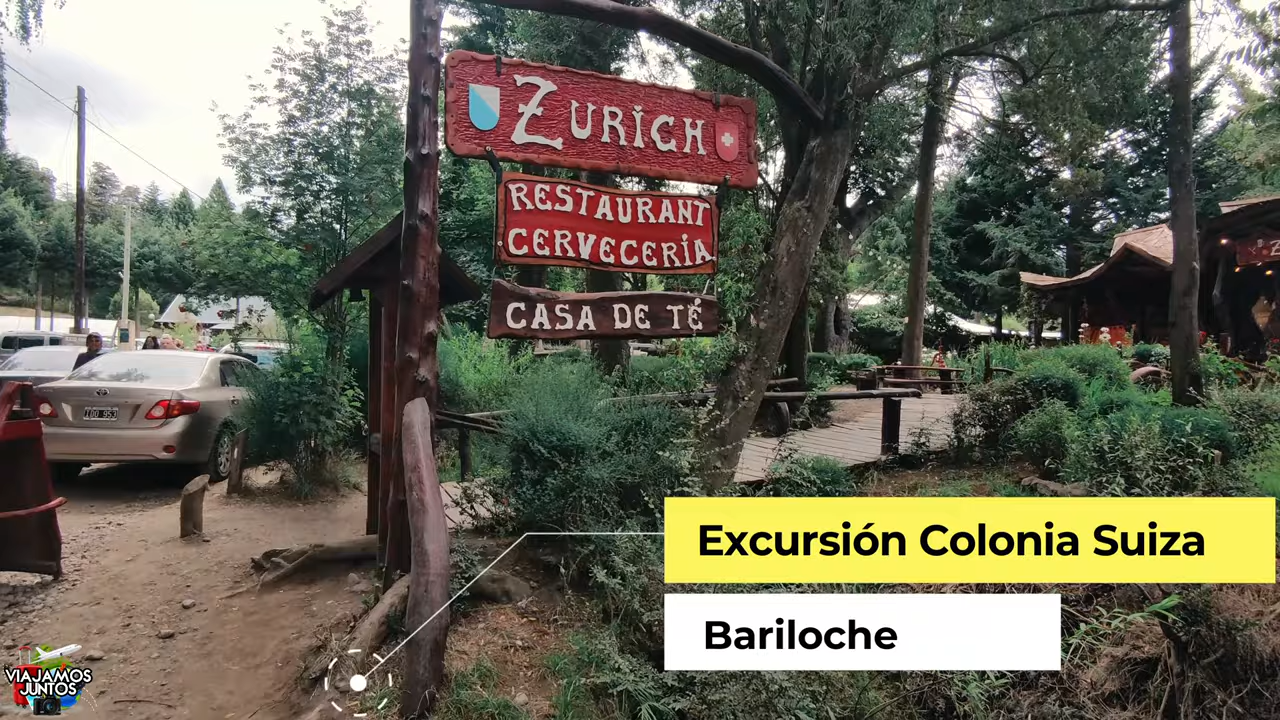 ZURICH
RESTAURANT
CERVECERÍA
CASA DE TÉ
Excursión Colonia Suiza
Bariloche
VIAJAMOS
JUNTOS